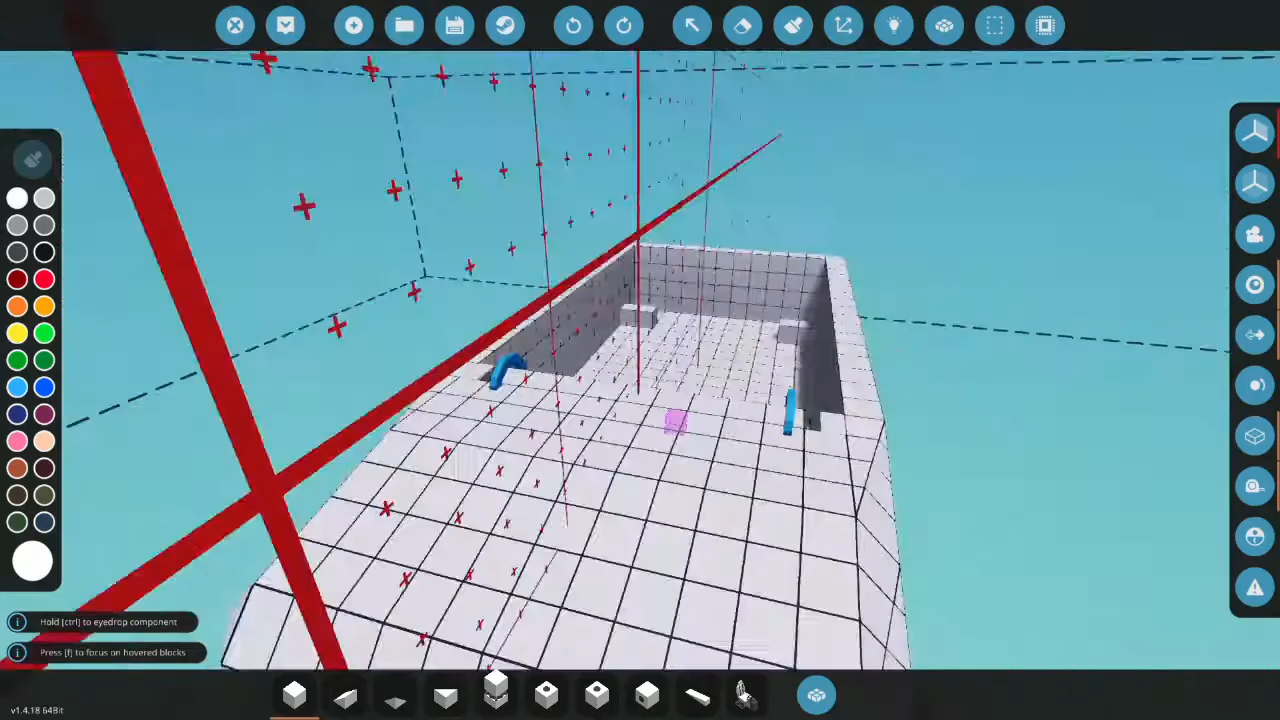 Hold [ctrl] to eyedrop component
Press [f] to focus on hovered blocks
v1.4.18 64Bit